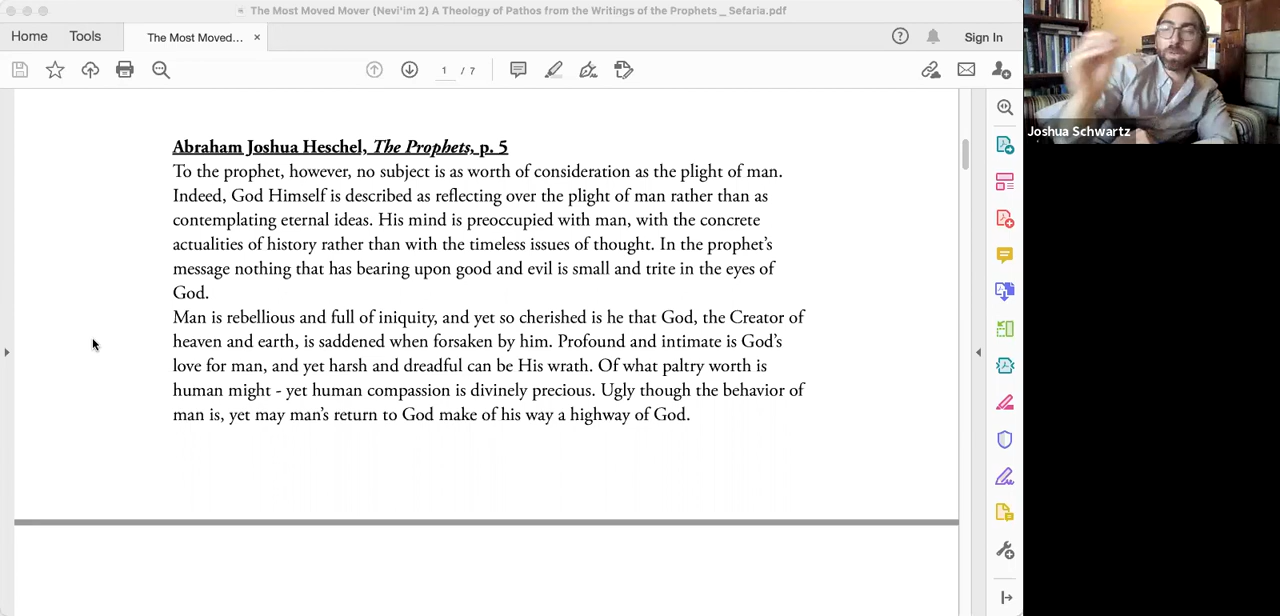 The Most Moved Mover (Nevi'im 2) A Theology of Pathos from the Writings of the Prophets _ Sefaria.pdf
Home Tools The Most Moved... × Sign In
1 / 7
Joshua Schwartz
Abraham Joshua Heschel, The Prophets, p. 5
To the prophet, however, no subject is as worth of consideration as the plight of man.
Indeed, God Himself is described as reflecting over the plight of man rather than as
contemplating eternal ideas. His mind is preoccupied with man, with the concrete
actualities of history rather than with the timeless issues of thought. In the prophet's
message nothing that has bearing upon good and evil is small and trite in the eyes of
God.
Man is rebellious and full of iniquity, and yet so cherished is he that God, the Creator of
heaven and earth, is saddened when forsaken by him. Profound and intimate is God's
love for man, and yet harsh and dreadful can be His wrath. Of what paltry worth is
human might - yet human compassion is divinely precious. Ugly though the behavior of
man is, yet may man's return to God make of his way a highway of God.